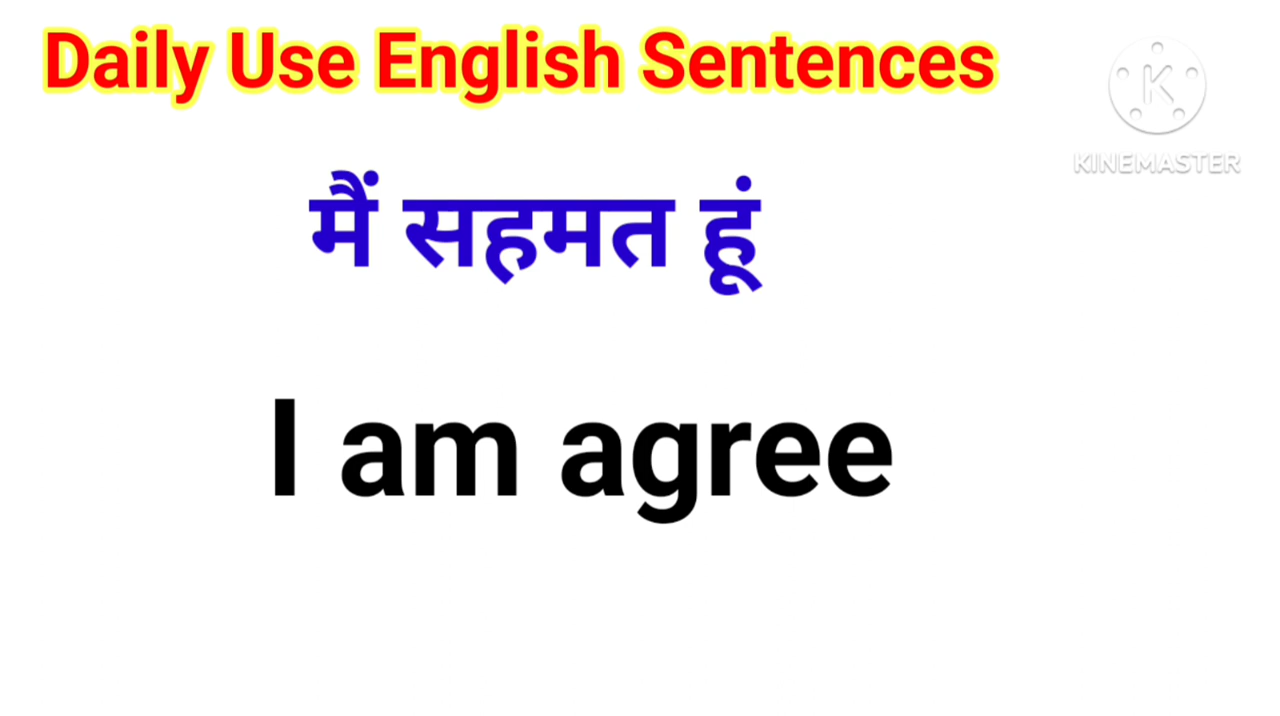 Daily Use English Sentences
K
KINEMASTER
मैं सहमत हूं
I am agree